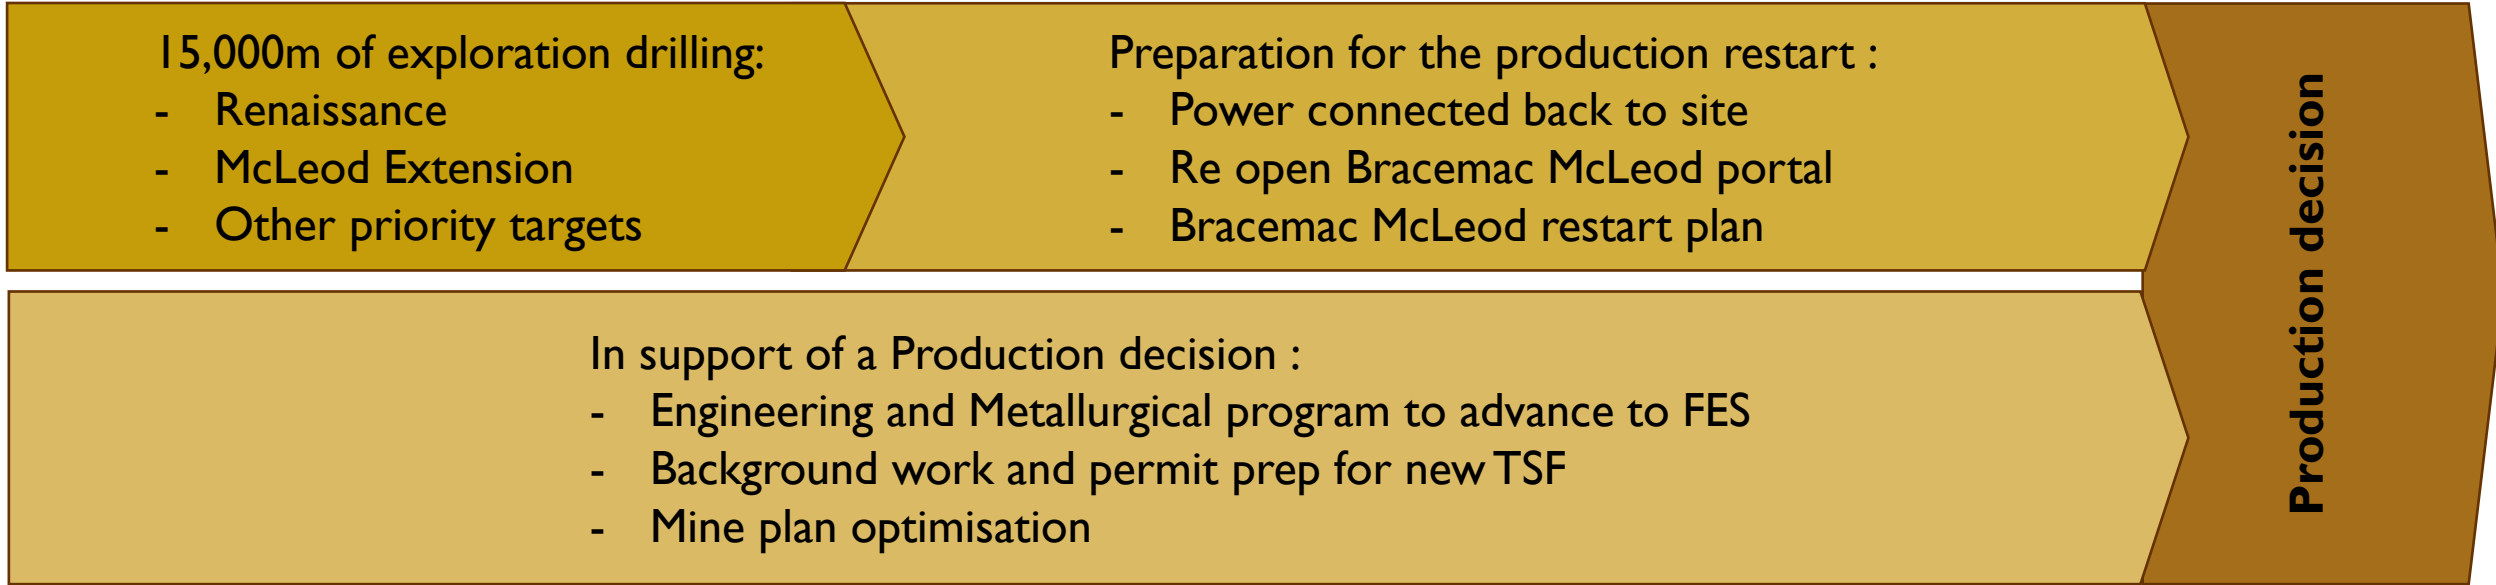 15,000m of exploration drilling:
- Renaissance
- McLeod Extension
- Other priority targets
Preparation for the production restart :
- Power connected back to site
- Re open Bracemac McLeod portal
- Bracemac McLeod restart plan
In support of a Production decision :
- Engineering and Metallurgical program to advance to FES
- Background work and permit prep for new TSF
- Mine plan optimisation
Production decision